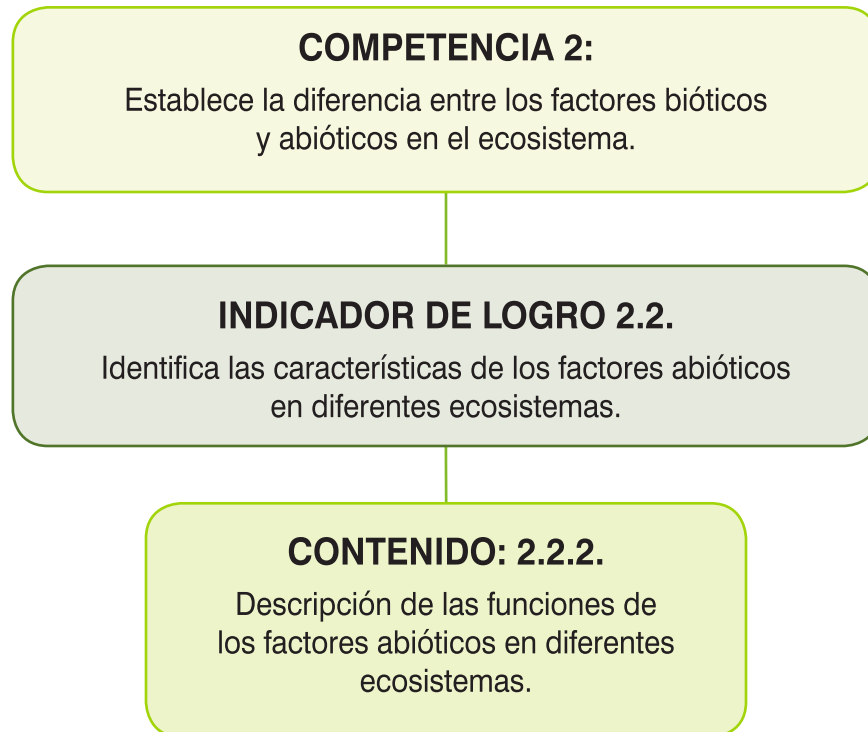 COMPETENCIA 2:
Establece la diferencia entre los factores bióticos
y abióticos en el ecosistema.
INDICADOR DE LOGRO 2.2.
Identifica las características de los factores abióticos
en diferentes ecosistemas.
CONTENIDO: 2.2.2.
Descripción de las funciones de
los factores abióticos en diferentes
ecosistemas.